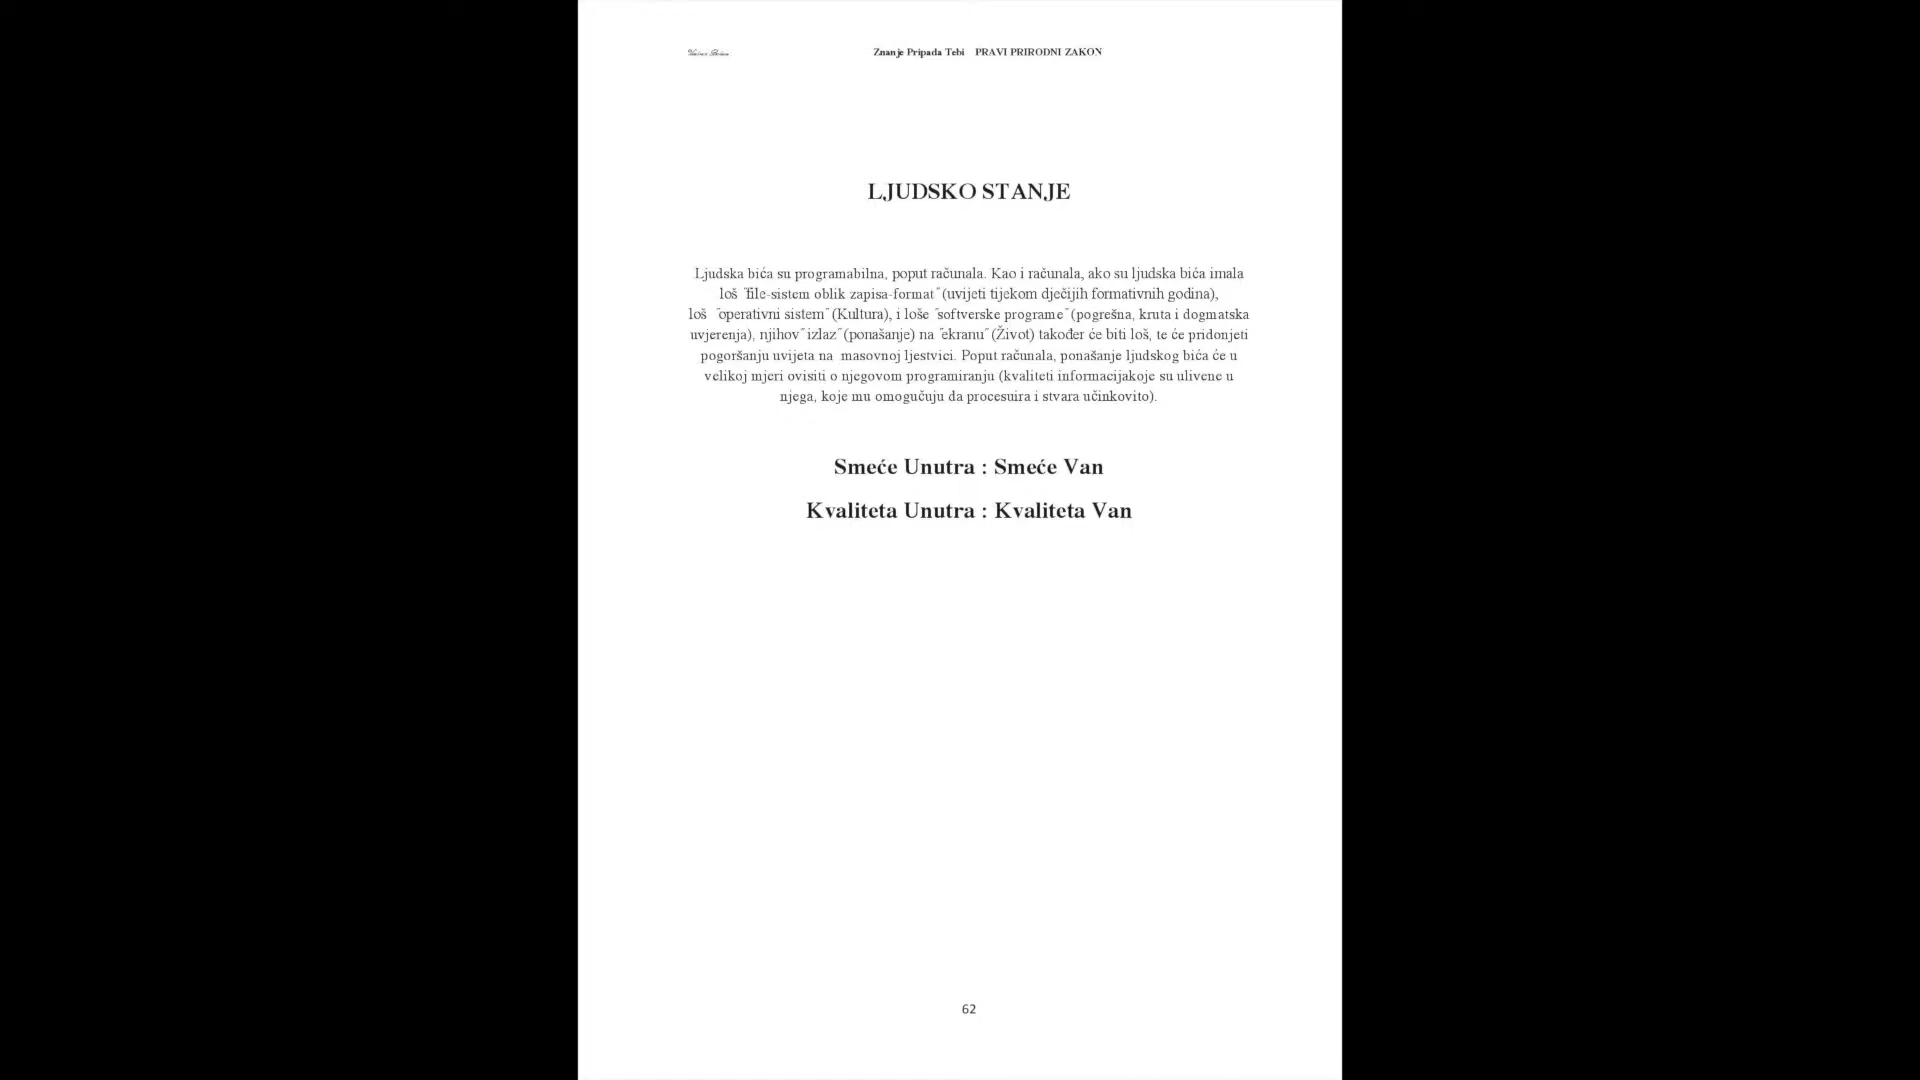 Znanje Pripada Tebi PRAVI PRIRODNI ZAKON
LJUDSKO STANJE
Ljudska bića su programabilna, poput računala. Kao i računala, ako su ljudska bića imala
loš ˝file-sistem oblik zapisa-format˝ (uvijeti tijekom dječijih formativnih godina),
loš ˝operativni sistem˝ (Kultura), i loše ˝softverske programe˝ (pogrešna, kruta i dogmatska
uvjerenja), njihov˝ izlaz˝ (ponašanje) na ˝ekranu˝ (Život) također će biti loš, te će pridonjeti
pogoršanju uvijeta na masovnoj ljestvici. Poput računala, ponašanje ljudskog bića će u
velikoj mjeri ovisiti o njegovom programiranju (kvaliteti informacijakoje su ulivene u
njega, koje mu omogučuju da procesuira i stvara učinkovito).
Smeće Unutra : Smeće Van
Kvaliteta Unutra : Kvaliteta Van
62